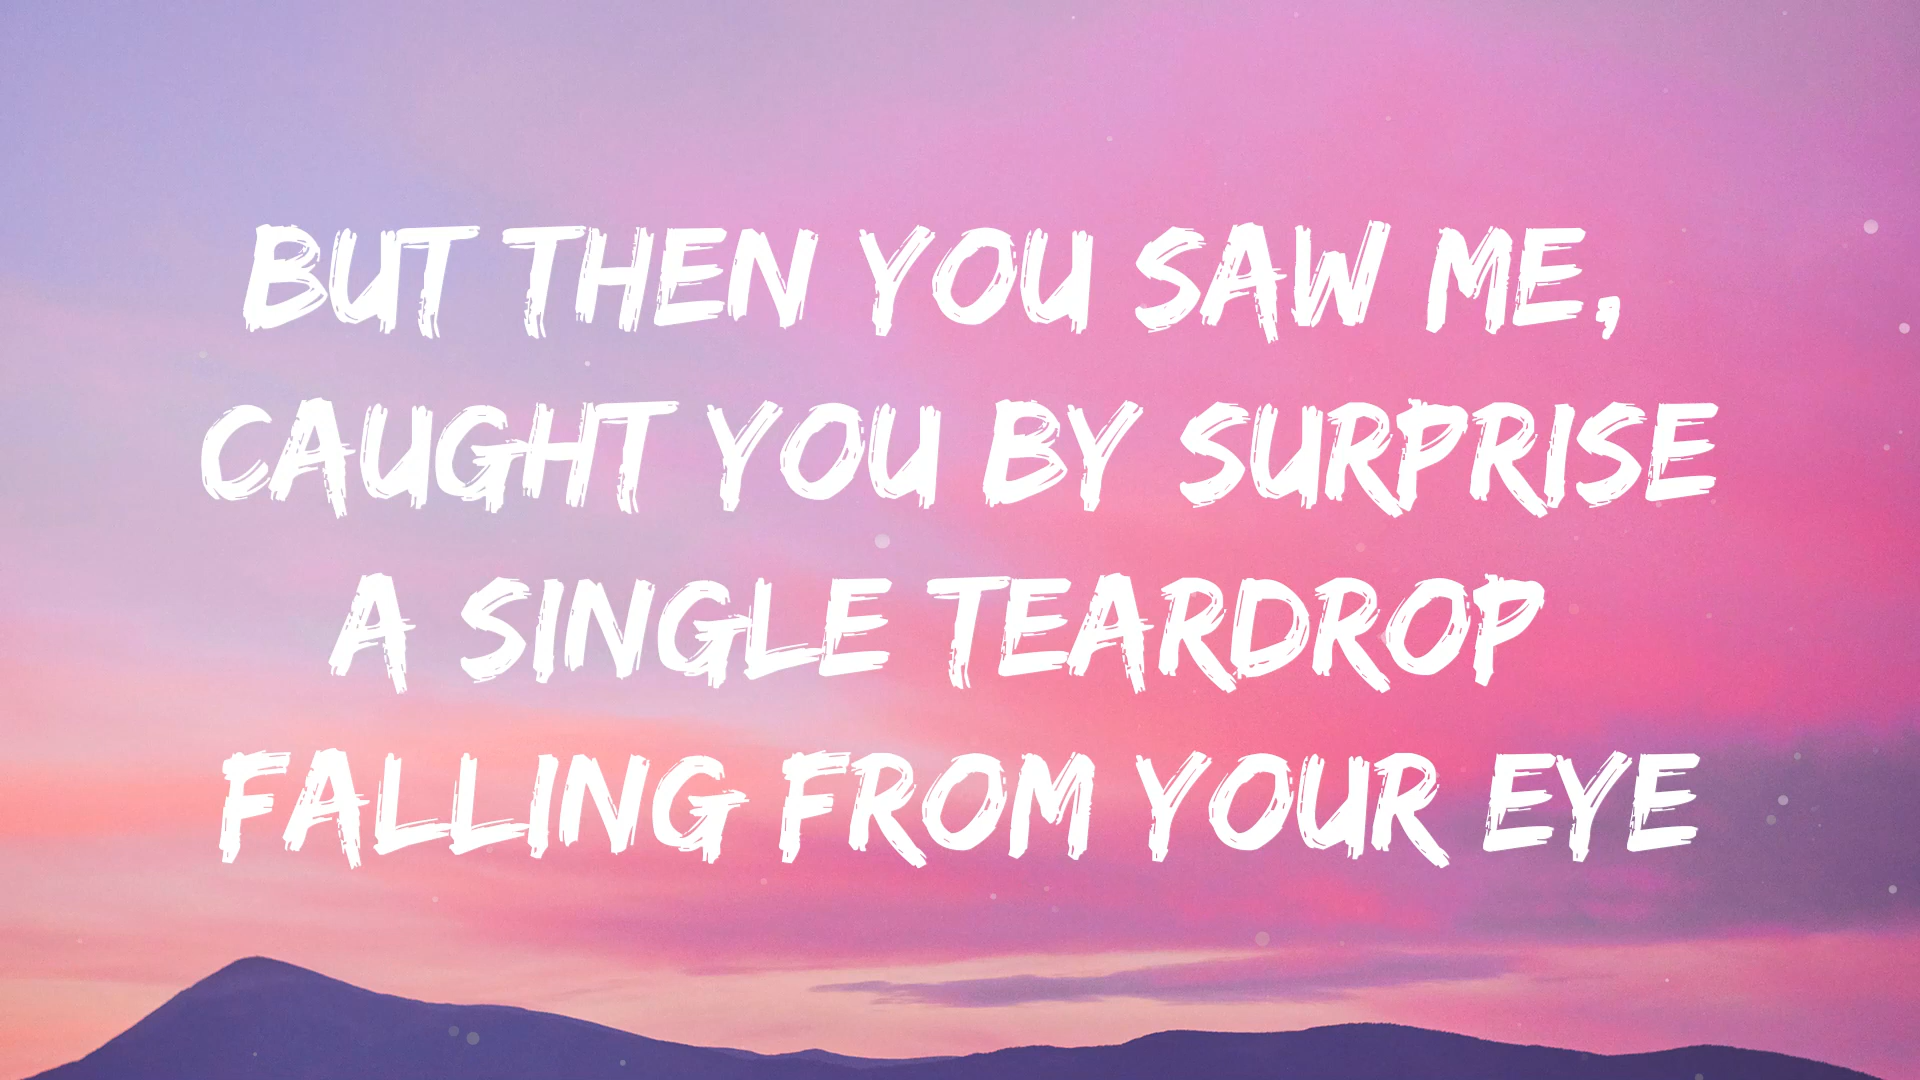 BUT THEN YOU SAW ME,
CAUGHT YOU BY SURPRISE
A SINGLE TEARDROP
FALLING FROM YOUR EYE